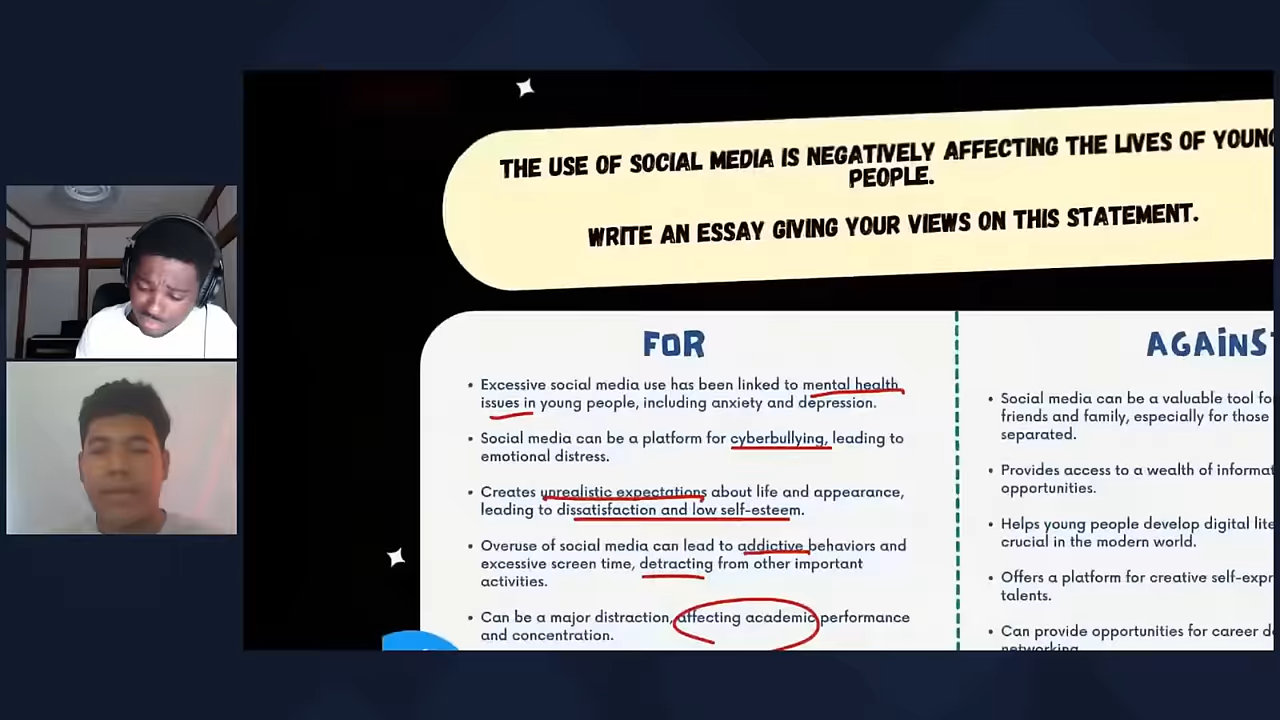 THE USE OF SOCIAL MEDIA IS NEGATIVELY AFFECTING THE LIVES OF YOUNG
PEOPLE.
WRITE AN ESSAY GIVING YOUR VIEWS ON THIS STATEMENT.
FOR
• Excessive social media use has been linked to mental health
issues in young people, including anxiety and depression.
• Social media can be a platform for cyberbullying, leading to
emotional distress.
• Creates unrealistic expectations about life and appearance,
leading to dissatisfaction and low self-esteem.
• Overuse of social media can lead to addictive behaviors and
excessive screen time, detracting from other important
activities.
• Can be a major distraction, affecting academic performance
and concentration.
AGAINST
• Social media can be a valuable tool fo
friends and family, especially for those
separated.
• Provides access to a wealth of informat
opportunities.
• Helps young people develop digital lite
crucial in the modern world.
• Offers a platform for creative self-expr
talents.
• Can provide opportunities for career d
networking